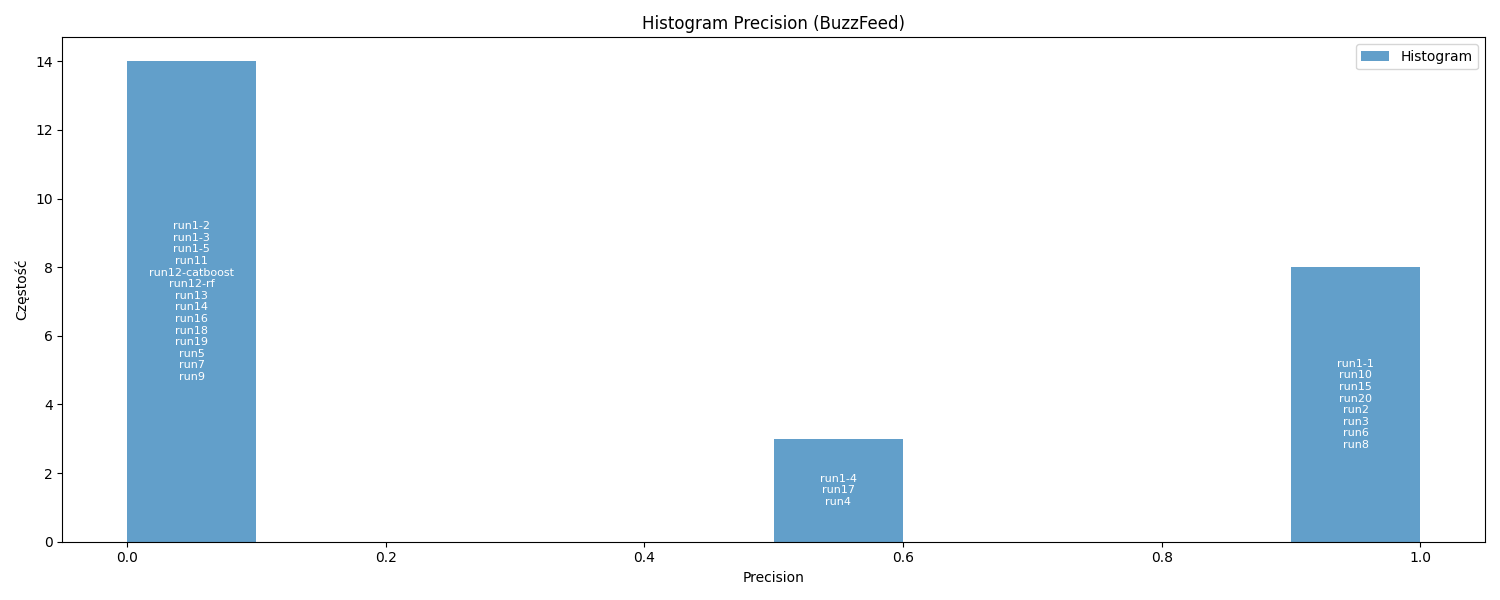 Histogram Precision (BuzzFeed)
Histogram
Częstość
14
12
10
8
6
4
2
0
run1-2
run1-3
run1-5
run11
run12-catboost
run12-rf
run13
run14
run16
run18
run19
run5
run7
run9
run1-4
run17
run4
run1-1
run10
run15
run20
run2
run3
run6
run8
0.0 0.2 0.4 0.6 0.8 1.0
Precision